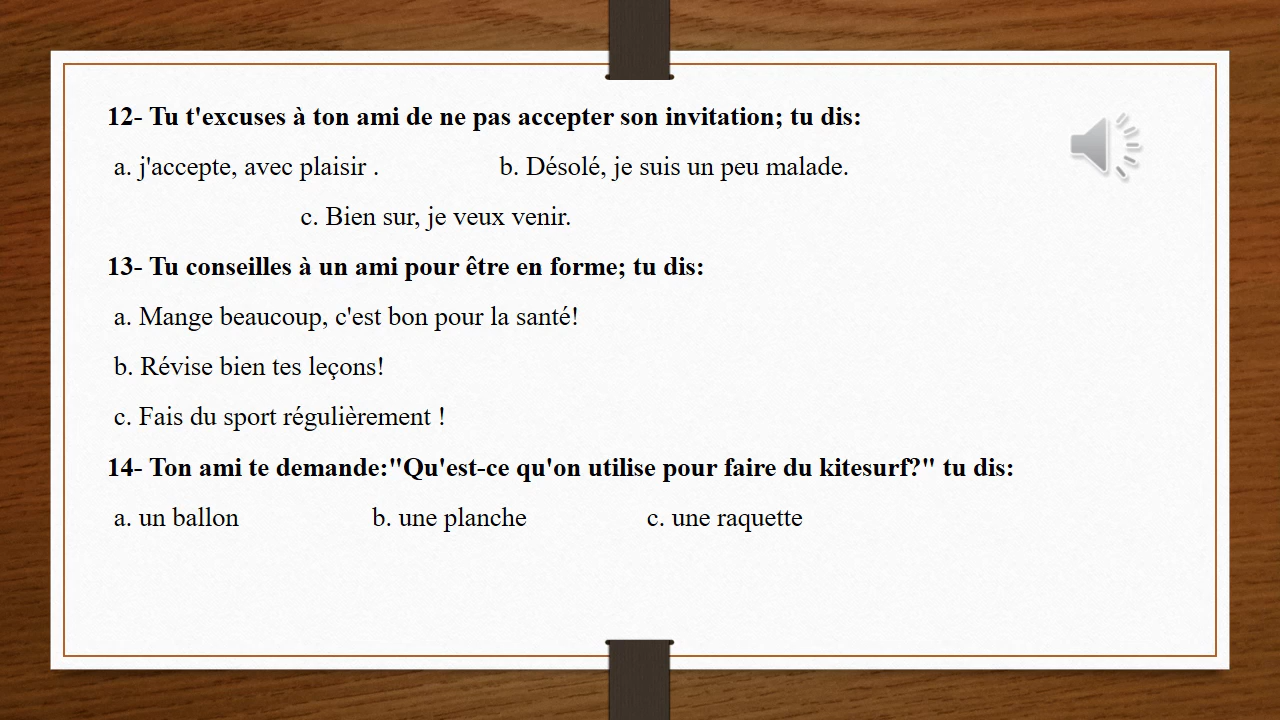 12- Tu t'excuses à ton ami de ne pas accepter son invitation; tu dis:
a. j'accepte, avec plaisir . b. Désolé, je suis un peu malade.
c. Bien sur, je veux venir.
13- Tu conseilles à un ami pour être en forme; tu dis:
a. Mange beaucoup, c'est bon pour la santé!
b. Révise bien tes leçons!
c. Fais du sport régulièrement !
14- Ton ami te demande:"Qu'est-ce qu'on utilise pour faire du kitesurf?" tu dis:
a. un ballon b. une planche c. une raquette